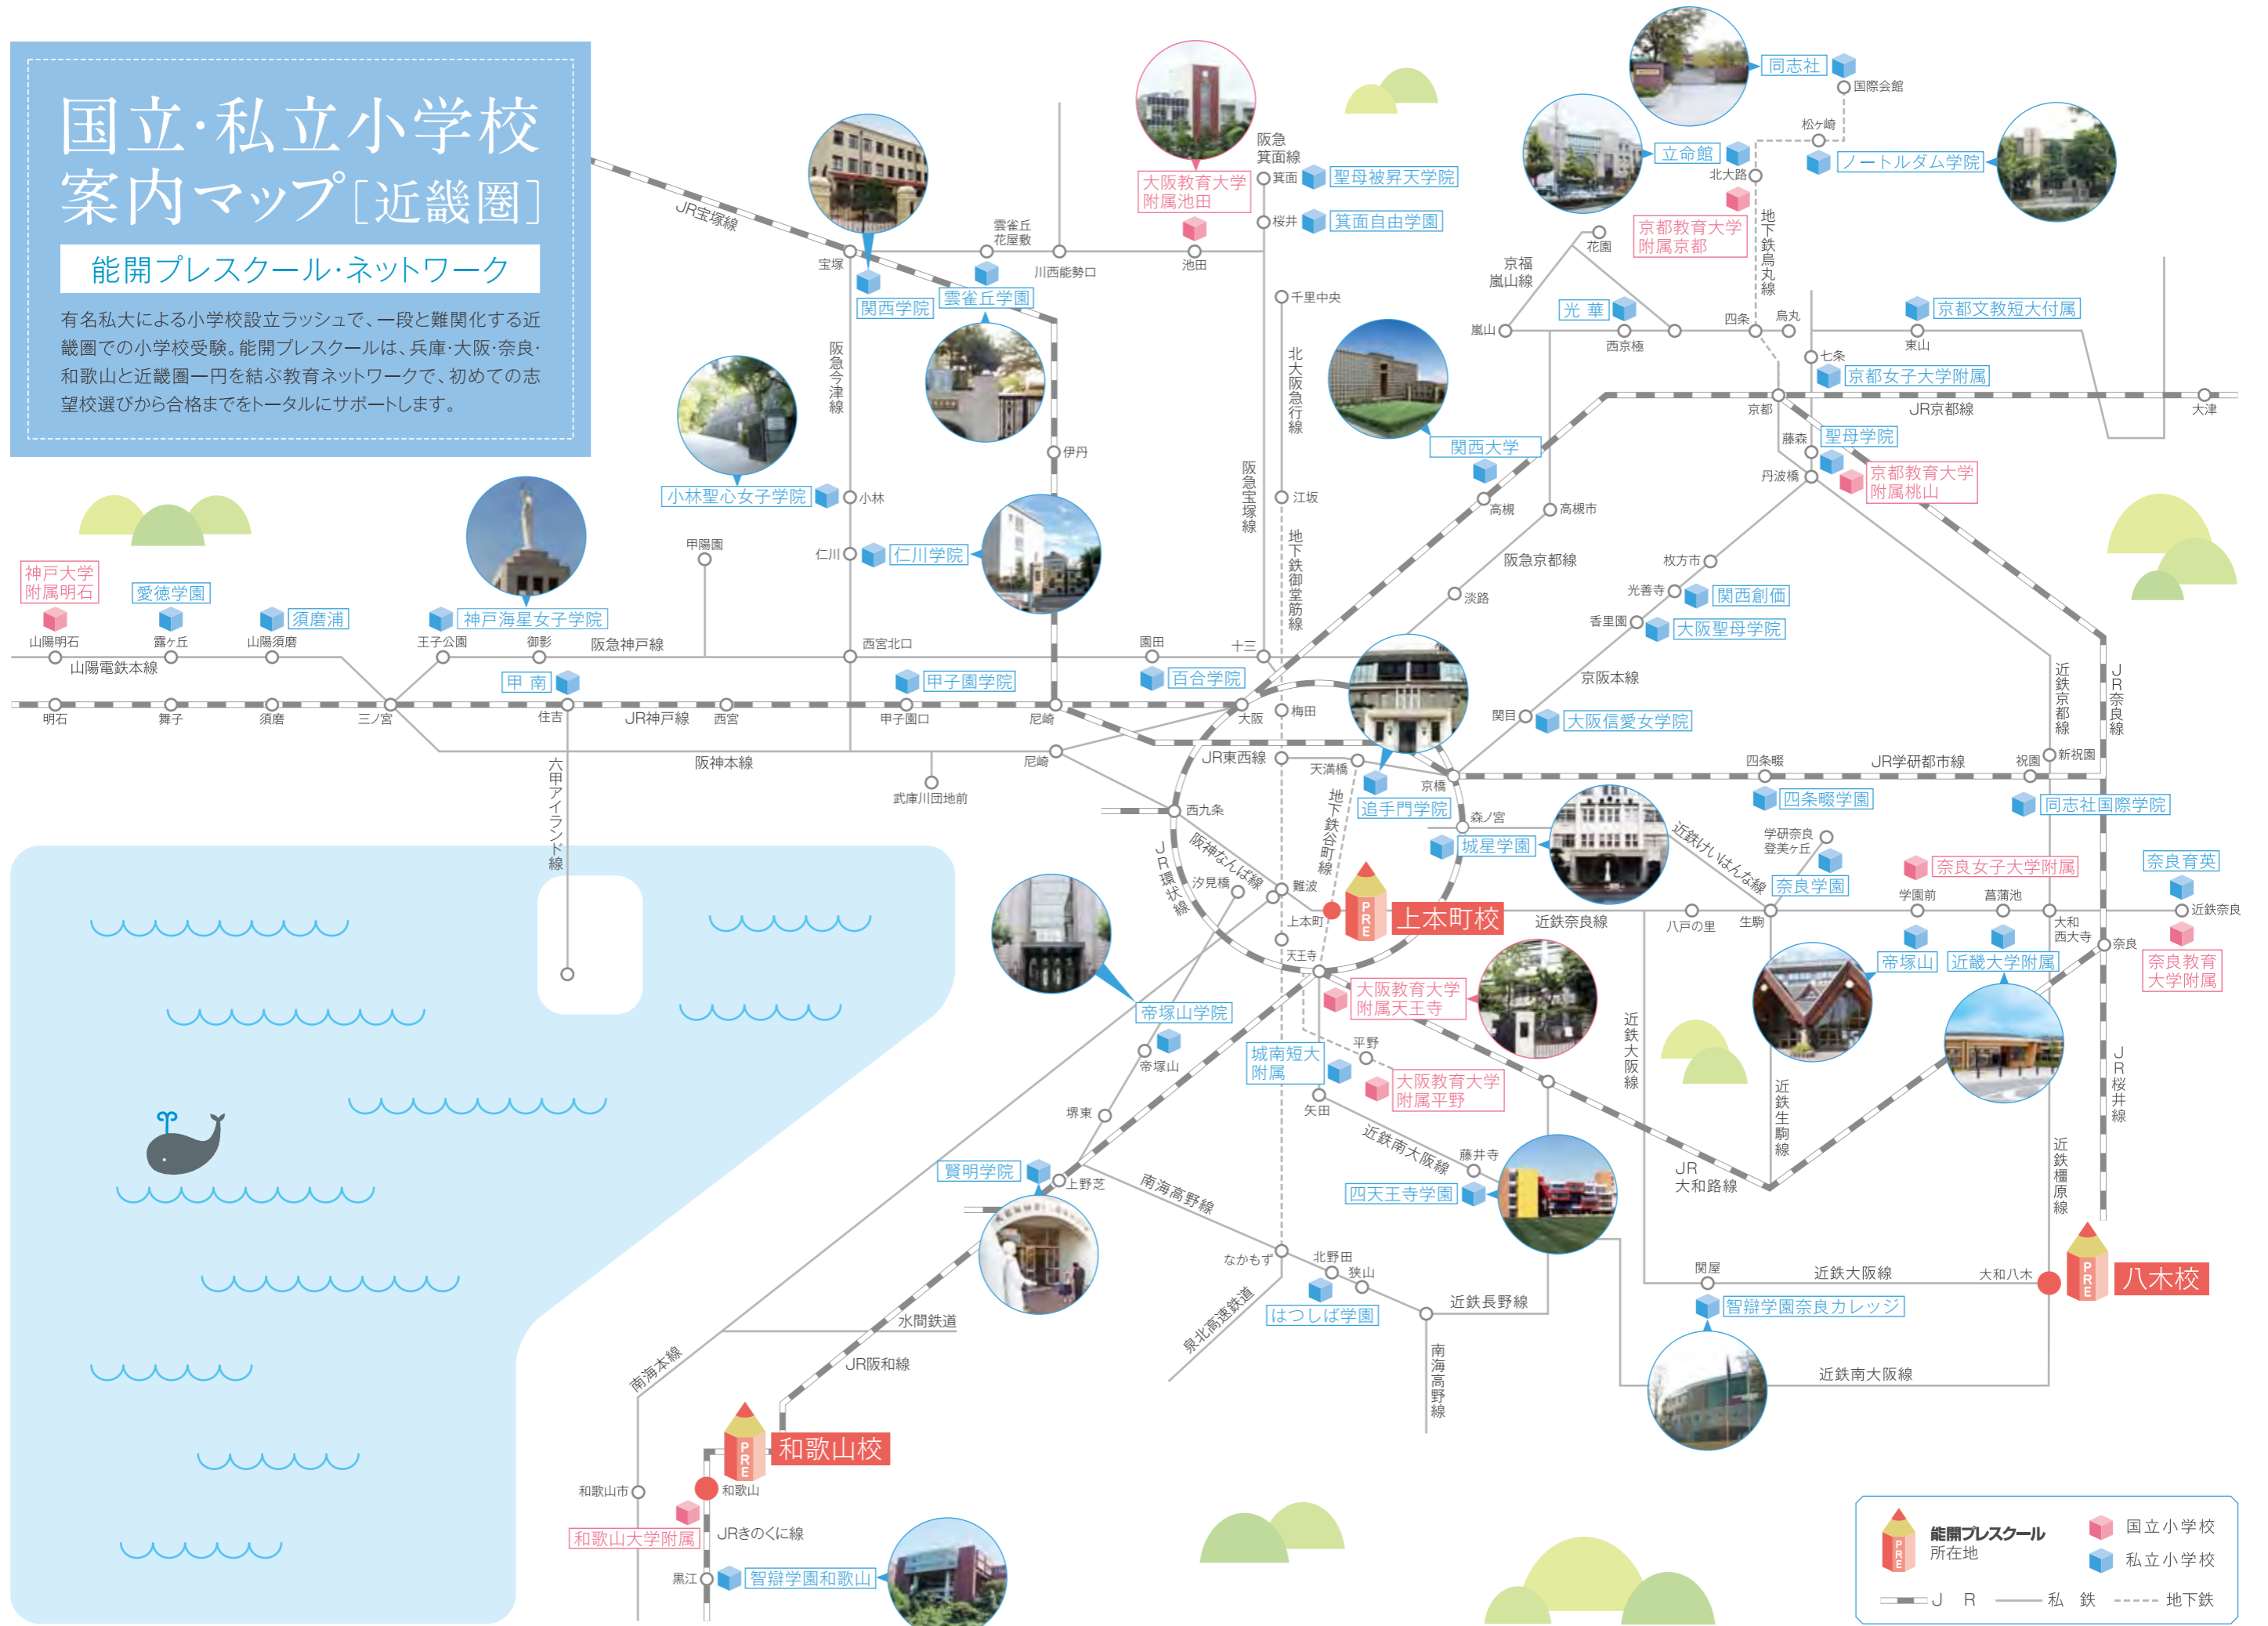 国立・私立小学校
案内マップ［近畿圏］
能開プレスクール・ネットワーク
有名私大による小学校設立ラッシュで、一段と難関化する近
畿圏での小学校受験。能開プレスクールは、兵庫・大阪・奈良・
和歌山と近畿圏一円を結ぶ教育ネットワークで、初めての志
望校選びから合格までをトータルにサポートします。
JR宝塚線
宝塚
関西学院
雲雀丘
花屋敷
雲雀丘学園
川西能勢口
大阪教育大学
附属池田
池田
阪急
箕面線
箕面
聖母被昇天学院
桜井
箕面自由学園
千里中央
北大阪急行線
江坂
阪急宝塚線
地下鉄御堂筋線
阪急今津線
小林聖心女子学院
小林
仁川
仁川学院
伊丹
甲陽園
同志社
国際会館
松ヶ崎
立命館
北大路
ノートルダム学院
京都教育大学
附属京都
地下鉄烏丸線
花園
京福
嵐山線
嵐山
光華
西京極
四条
烏丸
京都文教短大付属
東山
七条
京都女子大学附属
京都
JR京都線
大津
藤森
聖母学院
丹波橋
京都教育大学
附属桃山
関西大学
高槻
高槻市
阪急京都線
淡路
枚方市
光善寺
関西創価
香里園
大阪聖母学院
京阪本線
関目
大阪信愛女学院
神戸大学
附属明石
山陽明石
愛徳学園
霞ヶ丘
須磨浦
山陽須磨
山陽電鉄本線
王子公園
神戸海星女子学院
御影
阪急神戸線
西宮北口
園田
十三
百合学院
明石
舞子
須磨
三ノ宮
甲南
住吉
JR神戸線
西宮
甲子園学院
甲子園口
尼崎
大阪
梅田
阪神本線
尼崎
武庫川団地前
六甲アイランド線
JR東西線
天満橋
追手門学院
京橋
四条畷
四条畷学園
JR学研都市線
祝園
新祝園
同志社国際学院
近鉄京都線
JR奈良線
西九条
JR環状線
阪神なんば線
地下鉄谷町線
森ノ宮
城星学園
近鉄けいはんな線
学研奈良
登美ヶ丘
奈良学園
奈良女子大学附属
学園前
菖蒲池
奈良育英
近鉄奈良
奈良教育
大学附属
大和
西大寺
奈良
帝塚山
近畿大学附属
汐見橋
難波
上本町
PRE
上本町校
近鉄奈良線
八戸の里
生駒
天王寺
大阪教育大学
附属天王寺
帝塚山学院
帝塚山
城南短大
附属
平野
大阪教育大学
附属平野
矢田
近鉄南大阪線
藤井寺
四天王寺学園
近鉄大阪線
近鉄生駒線
JR
大和路線
JR桜井線
近鉄橿原線
堺東
賢明学院
上野芝
南海高野線
なかもず
北野田
狭山
はつしば学園
近鉄長野線
泉北高速鉄道
南海高野線
関屋
近鉄大阪線
大和八木
PRE
八木校
智辯学園奈良カレッジ
近鉄南大阪線
水間鉄道
南海本線
JR阪和線
PRE
和歌山校
和歌山市
和歌山
和歌山大学附属
JRきのくに線
黒江
智辯学園和歌山
PRE
能開プレスクール
所在地
国立小学校
私立小学校
JR
私鉄
地下鉄